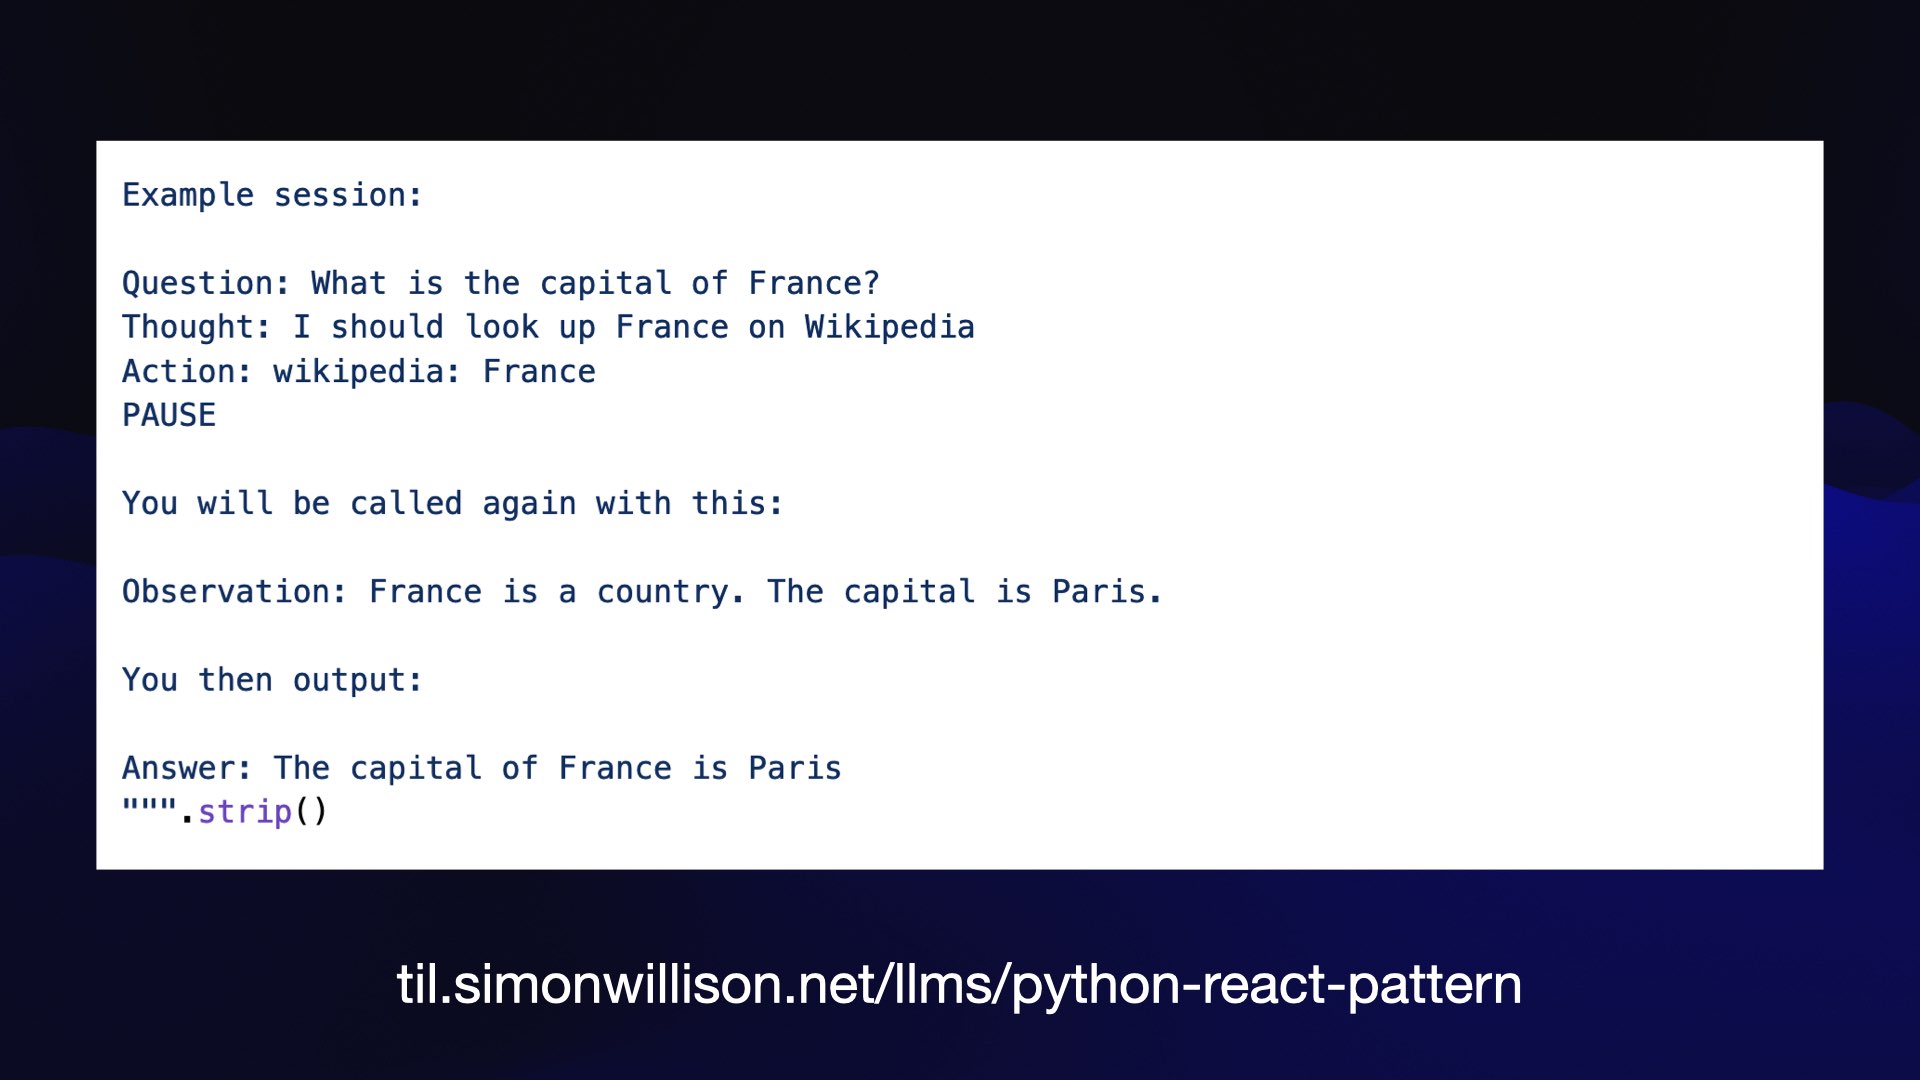 Example session:
Question: What is the capital of France?
Thought: I should look up France on Wikipedia
Action: wikipedia: France
PAUSE
You will be called again with this:
Observation: France is a country. The capital is Paris.
You then output:
Answer: The capital of France is Paris
""".strip()
til.simonwillison.net/llms/python-react-pattern